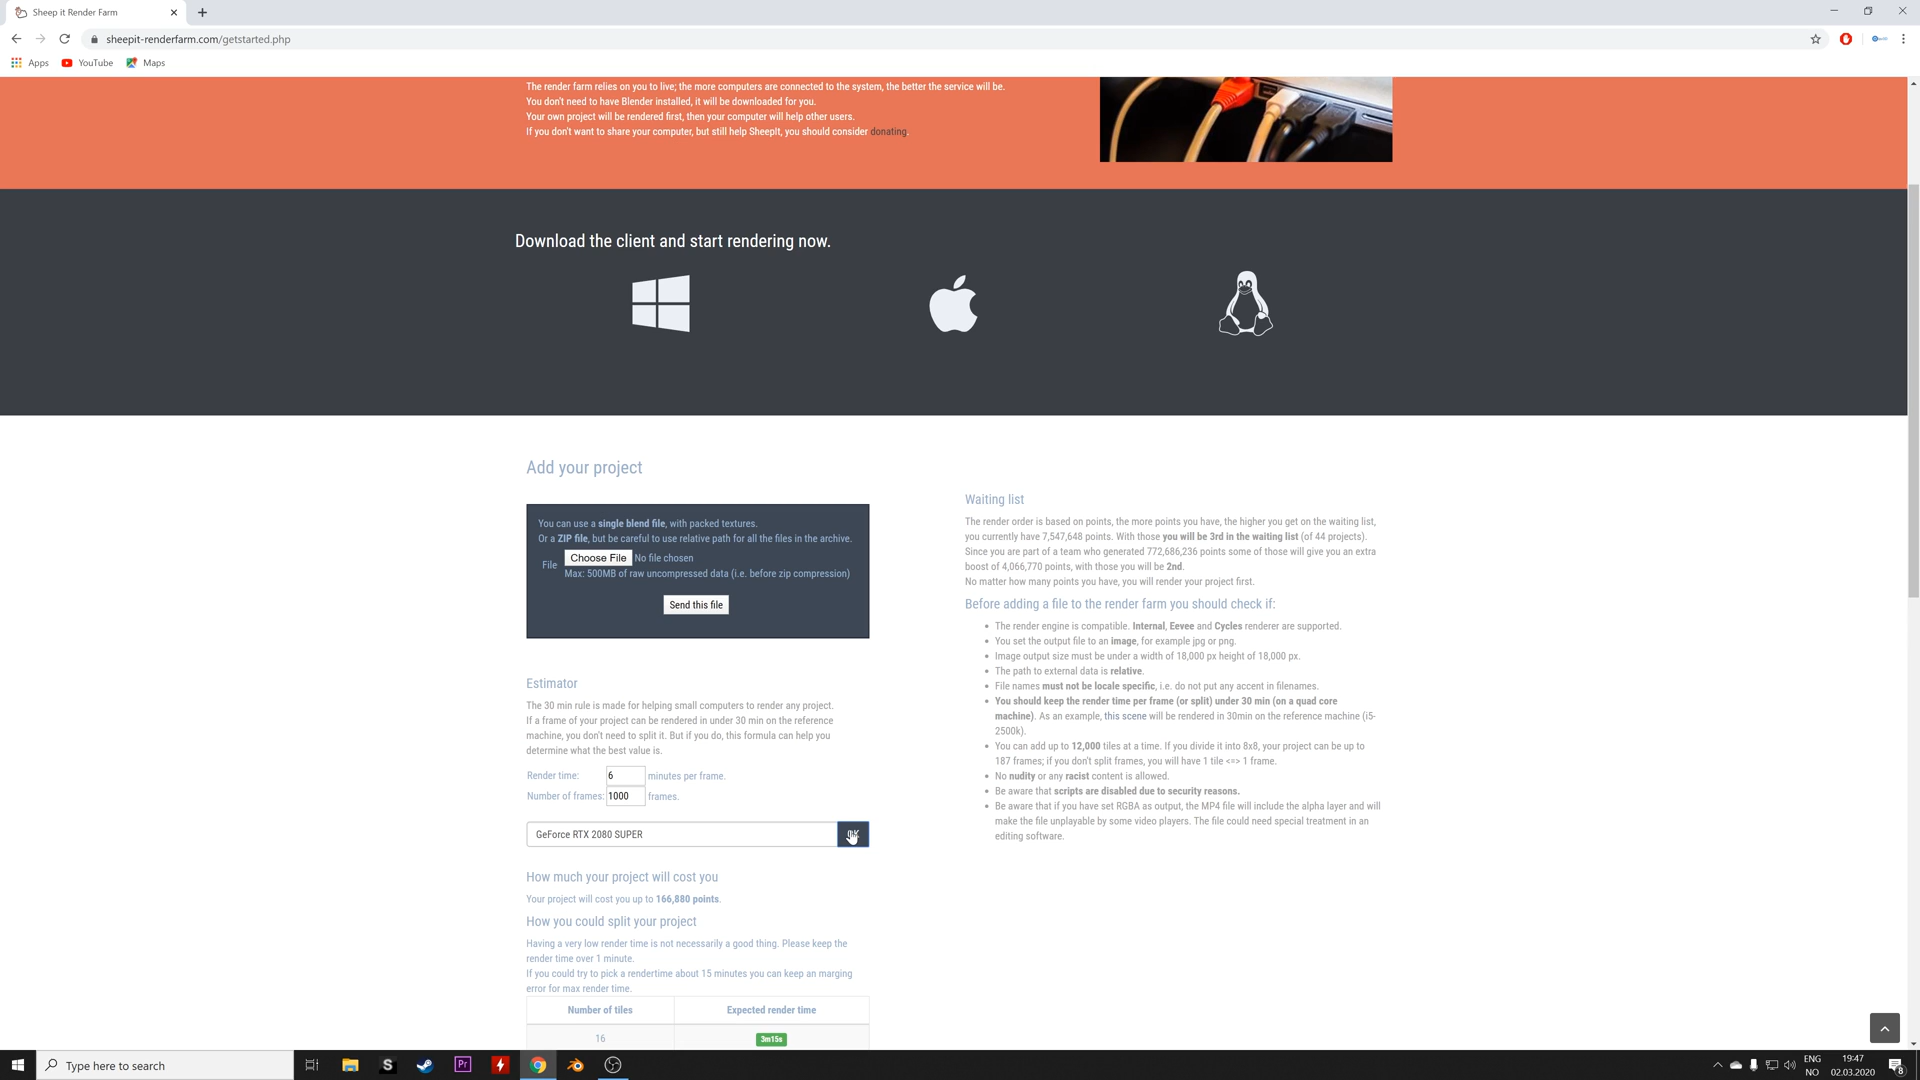 Sheep it Render Farm
sheepit-renderfarm.com/getstarted.php
Apps
YouTube
Maps
The render farm relies on you to live; the more computers are connected to the system, the better the service will be.
You don't need to have Blender installed, it will be downloaded for you.
Your own project will be rendered first, then your computer will help other users.
If you don't want to share your computer, but still help SheepIt, you should consider donating.
Download the client and start rendering now.
Add your project
You can use a single blend file, with packed textures.
Or a ZIP file, but be careful to use relative path for all the files in the archive.
File
Choose File No file chosen
Max: 500MB of raw uncompressed data (i.e. before zip compression)
Send this file
Estimator
The 30 min rule is made for helping small computers to render any project.
If a frame of your project can be rendered in under 30 min on the reference
machine, you don't need to split it. But if you do, this formula can help you
determine what the best value is.
Render time: 6 minutes per frame.
Number of frames: 1000 frames.
GeForce RTX 2080 SUPER
How much your project will cost you
Your project will cost you up to 166,880 points.
How you could split your project
Having a very low render time is not necessarily a good thing. Please keep the
render time over 1 minute.
If you could try to pick a rendertime about 15 minutes you can keep an marging
error for max render time.
Number of tiles Expected render time
16 3m15s
Waiting list
The render order is based on points, the more points you have, the higher you get on the waiting list,
you currently have 7,547,648 points. With those you will be 3rd in the waiting list (of 44 projects).
Since you are part of a team who generated 772,686,236 points some of those will give you an extra
boost of 4,066,770 points, with those you will be 2nd.
No matter how many points you have, you will render your project first.
Before adding a file to the render farm you should check if:
• The render engine is compatible. Internal, Eevee and Cycles renderer are supported.
• You set the output file to an image, for example jpg or png.
• Image output size must be under a width of 18,000 px height of 18,000 px.
• The path to external data is relative.
• File names must not be locale specific, i.e. do not put any accent in filenames.
• You should keep the render time per frame (or split) under 30 min (on a quad core
machine). As an example, this scene will be rendered in 30min on the reference machine (i5-
2500k).
• You can add up to 12,000 tiles at a time. If you divide it into 8x8, your project can be up to
187 frames; if you don't split frames, you will have 1 tile <=> 1 frame.
• No nudity or any racist content is allowed.
• Be aware that scripts are disabled due to security reasons.
• Be aware that if you have set RGBA as output, the MP4 file will include the alpha layer and will
make the file unplayable by some video players. The file could need special treatment in an
editing software.
Type here to search
S
Pr
ENG
NO
19:47
02.03.2020
8